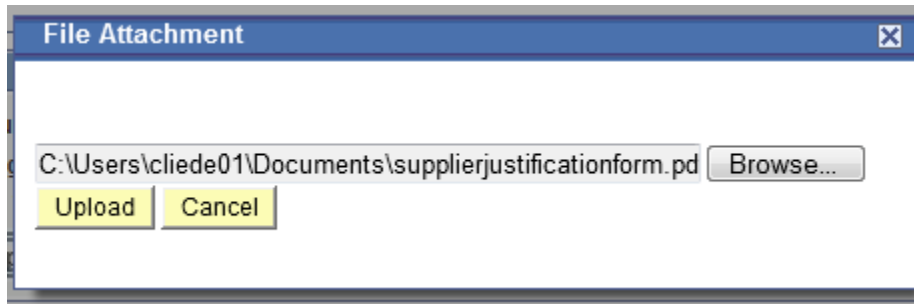 File Attachment
C:\Users\cliede01\Documents\supplierjustificationform.pd Browse...
Upload Cancel